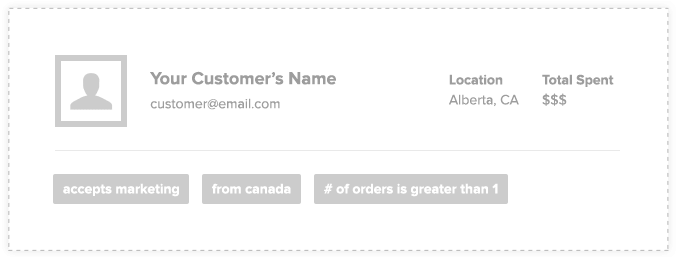 Your Customer’s Name
customer@email.com
Location
Alberta, CA
Total Spent
$$$
accepts marketing
from canada
# of orders is greater than 1